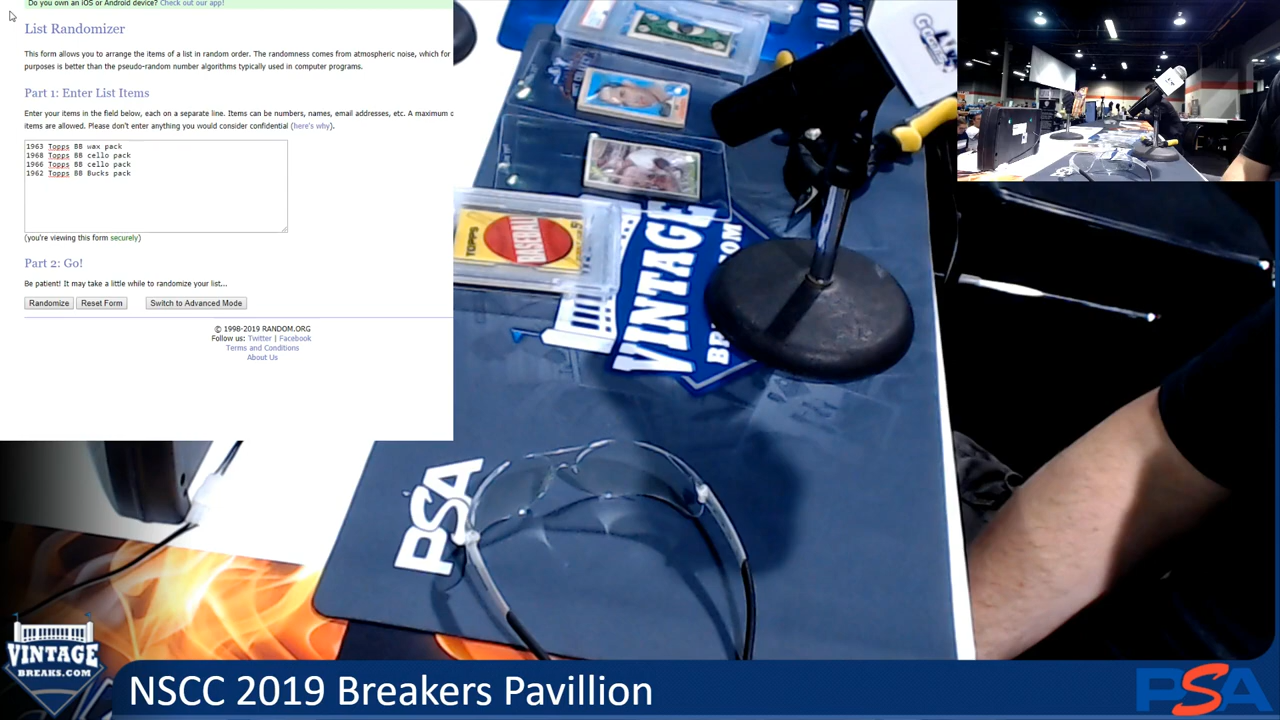 Do you own an iOS or Android device? Check out our app!
List Randomizer
This form allows you to arrange the items of a list in random order. The randomness comes from atmospheric noise, which for
purposes is better than the pseudo-random number algorithms typically used in computer programs.
Part 1: Enter List Items
Enter your items in the field below, each on a separate line. Items can be numbers, names, email addresses, etc. A maximum
items are allowed. Please don't enter anything you would consider confidential (here's why).
1963 Topps BB wax pack
1968 Topps BB cello pack
1966 Topps BB cello pack
1962 Topps BB Bucks pack
(you're viewing this form securely)
Part 2: Go!
Be patient! It may take a little while to randomize your list...
Randomize Reset Form Switch to Advanced Mode
© 1998-2019 RANDOM.ORG
Follow us: Twitter | Facebook
Terms and Conditions
About Us
TOPPS BASEBALL
VINTAGE
PSA
VINTAGE
BREAKS.COM
NSCC 2019 Breakers Pavillion
PSA